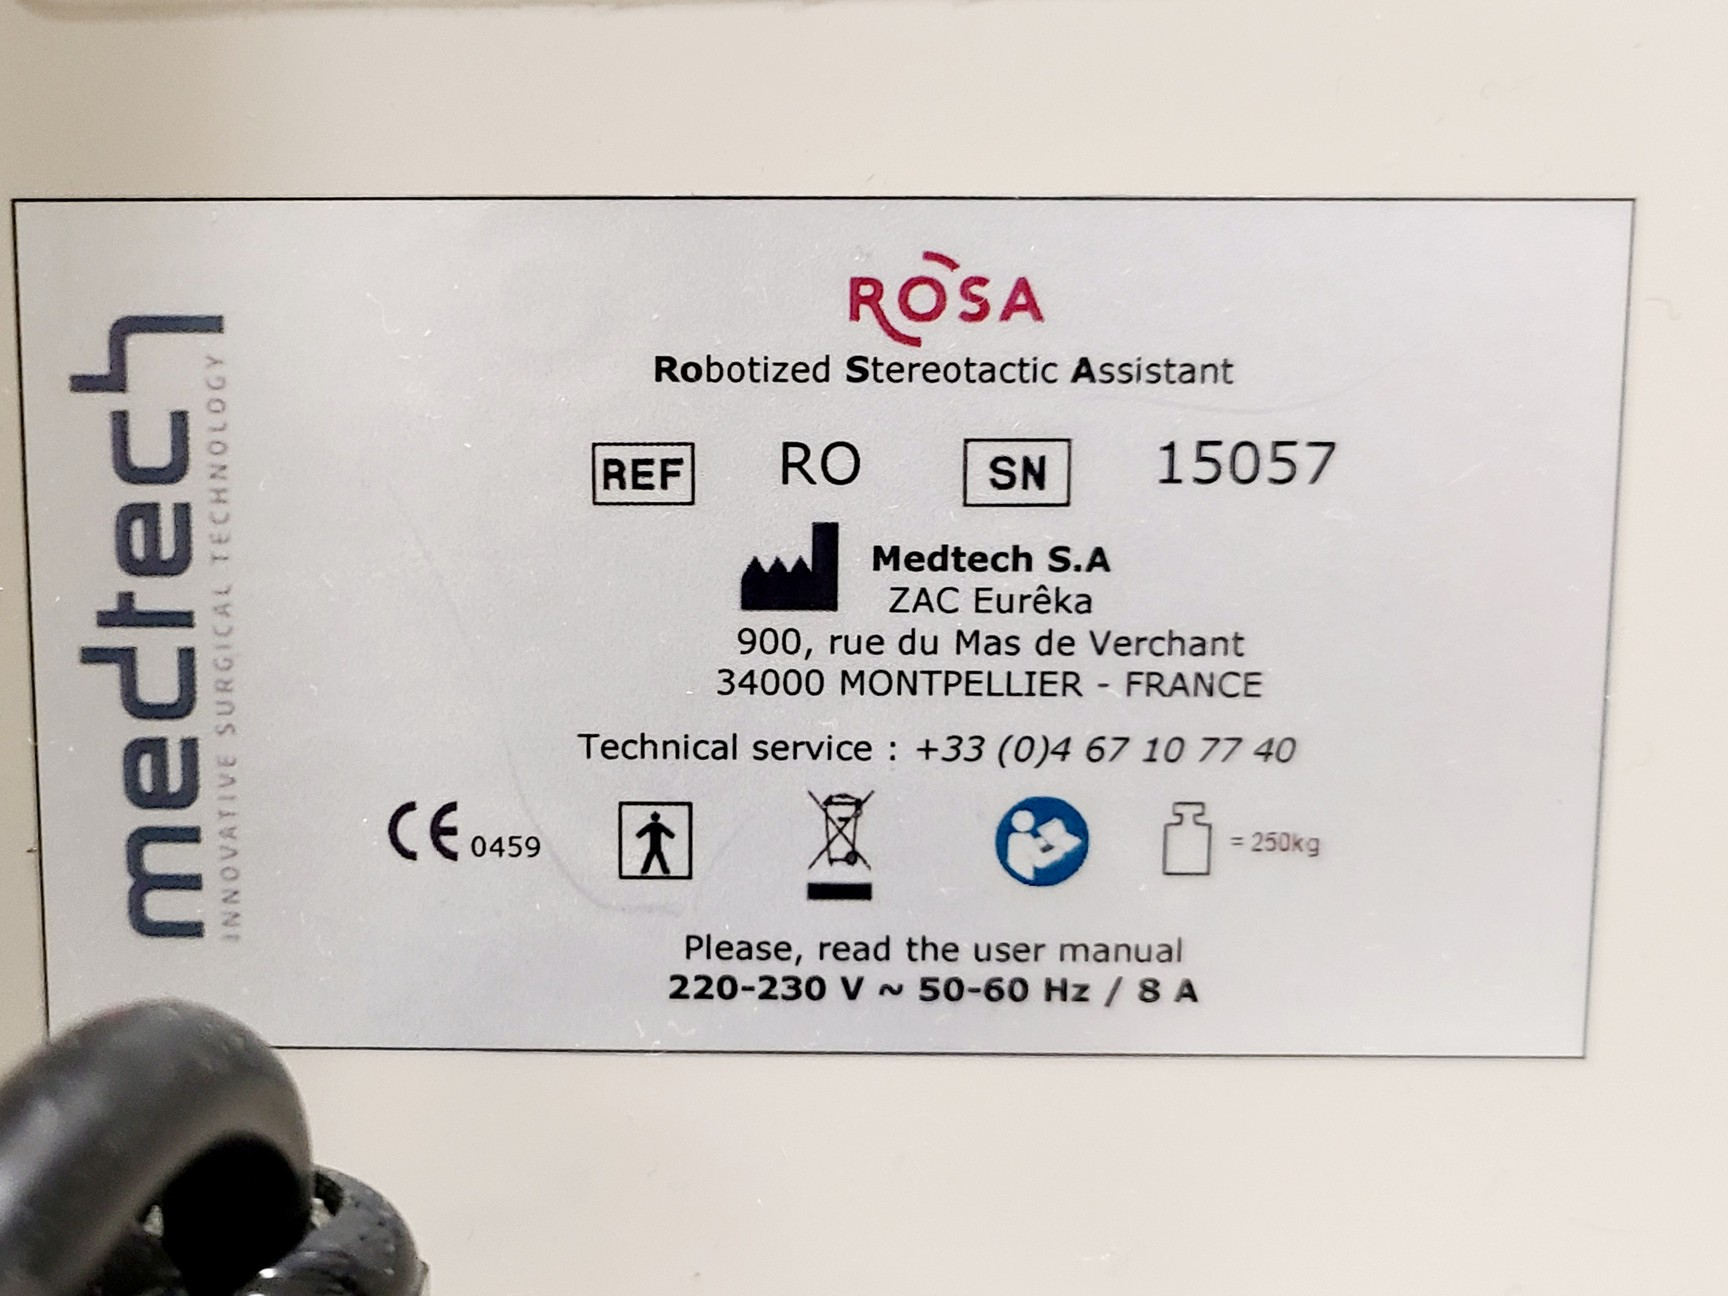 medtech
INNOVATIVE SURGICAL TECHNOLOGY
ROSA
Robotized Stereotactic Assistant
REF RO SN 15057
Medtech S.A
ZAC Eurêka
900, rue du Mas de Verchant
34000 MONTPELLIER - FRANCE
Technical service : +33 (0)4 67 10 77 40
CE 0459 = 250kg
Please, read the user manual
220-230 V ~ 50-60 Hz / 8 A